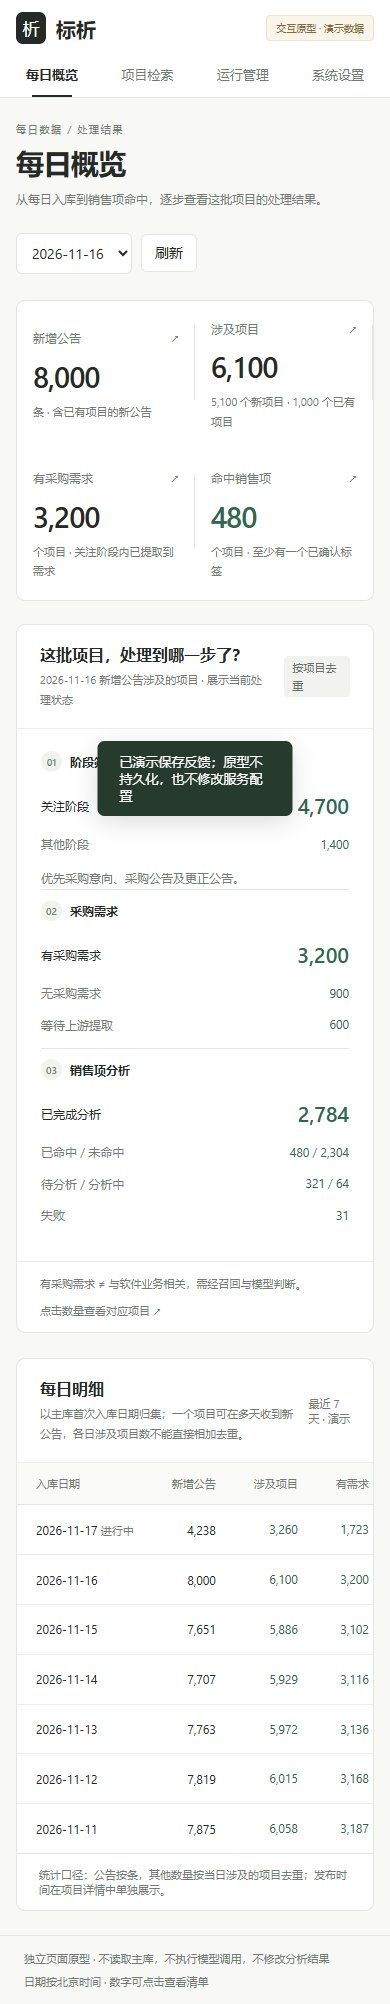 析 标析
交互原型 · 演示数据
每日概览 项目检索 运行管理 系统设置
每日数据 / 处理结果
每日概览
从每日入库到销售项命中，逐步查看这批项目的处理结果。
2026-11-16 刷新
新增公告 ↗
8,000
条 · 含已有项目的新公告
涉及项目 ↗
6,100
5,100 个新项目 · 1,000 个已有
项目
有采购需求 ↗
3,200
个项目 · 关注阶段内已提取到
需求
命中销售项 ↗
480
个项目 · 至少有一个已确认标
签
这批项目，处理到哪一步了？
2026-11-16 新增公告涉及的项目 · 展示当前处
理状态
按项目去
重
01 阶段
已演示保存反馈；原型不
持久化，也不修改服务配
置
关注阶段 4,700
其他阶段 1,400
优先采购意向、采购公告及更正公告。
02 采购需求
有采购需求 3,200
无采购需求 900
等待上游提取 600
03 销售项分析
已完成分析 2,784
已命中 / 未命中 480 / 2,304
待分析 / 分析中 321 / 64
失败 31
有采购需求 ≠ 与软件业务相关，需经召回与模型判断。
点击数量查看对应项目 ↗
每日明细
以主库首次入库日期归集；一个项目可在多天收到新
公告，各日涉及项目数不能直接相加去重。
最近 7
天 · 演示
入库日期 新增公告 涉及项目 有需求
2026-11-17 进行中 4,238 3,260 1,723
2026-11-16 8,000 6,100 3,200
2026-11-15 7,651 5,886 3,102
2026-11-14 7,707 5,929 3,116
2026-11-13 7,763 5,972 3,136
2026-11-12 7,819 6,015 3,168
2026-11-11 7,875 6,058 3,187
统计口径：公告按条，其他数量按当日涉及的项目去重；发布时
间在项目详情中单独展示。
独立页面原型 · 不读取主库，不执行模型调用，不修改分析结果
日期按北京时间 · 数字可点击查看清单